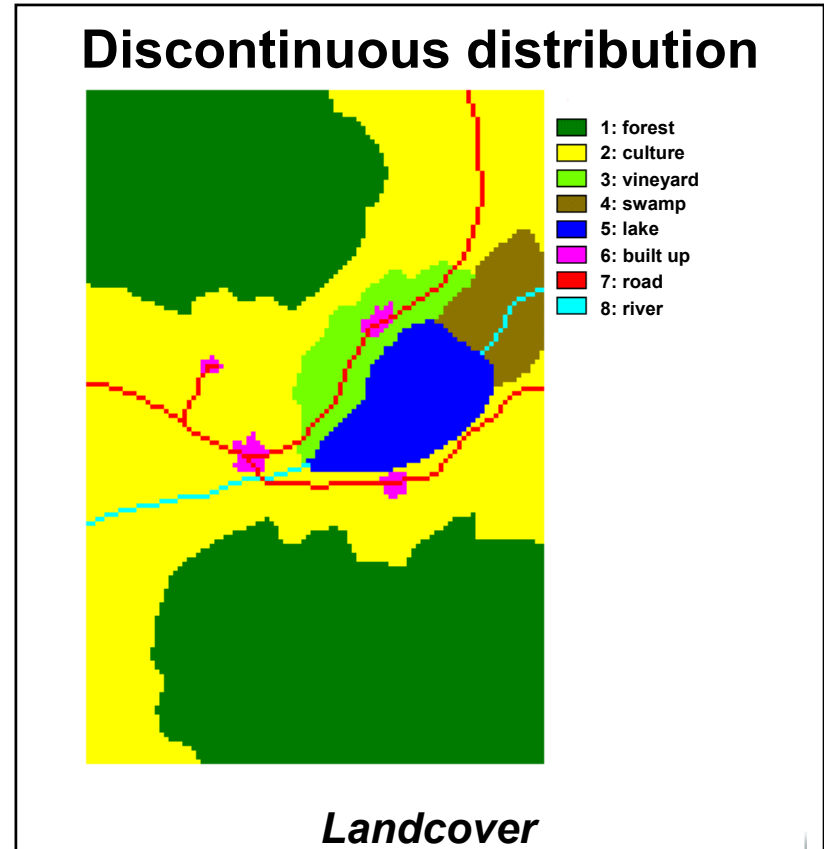 Discontinuous distribution
1: forest
2: culture
3: vineyard
4: swamp
5: lake
6: built up
7: road
8: river
Landcover